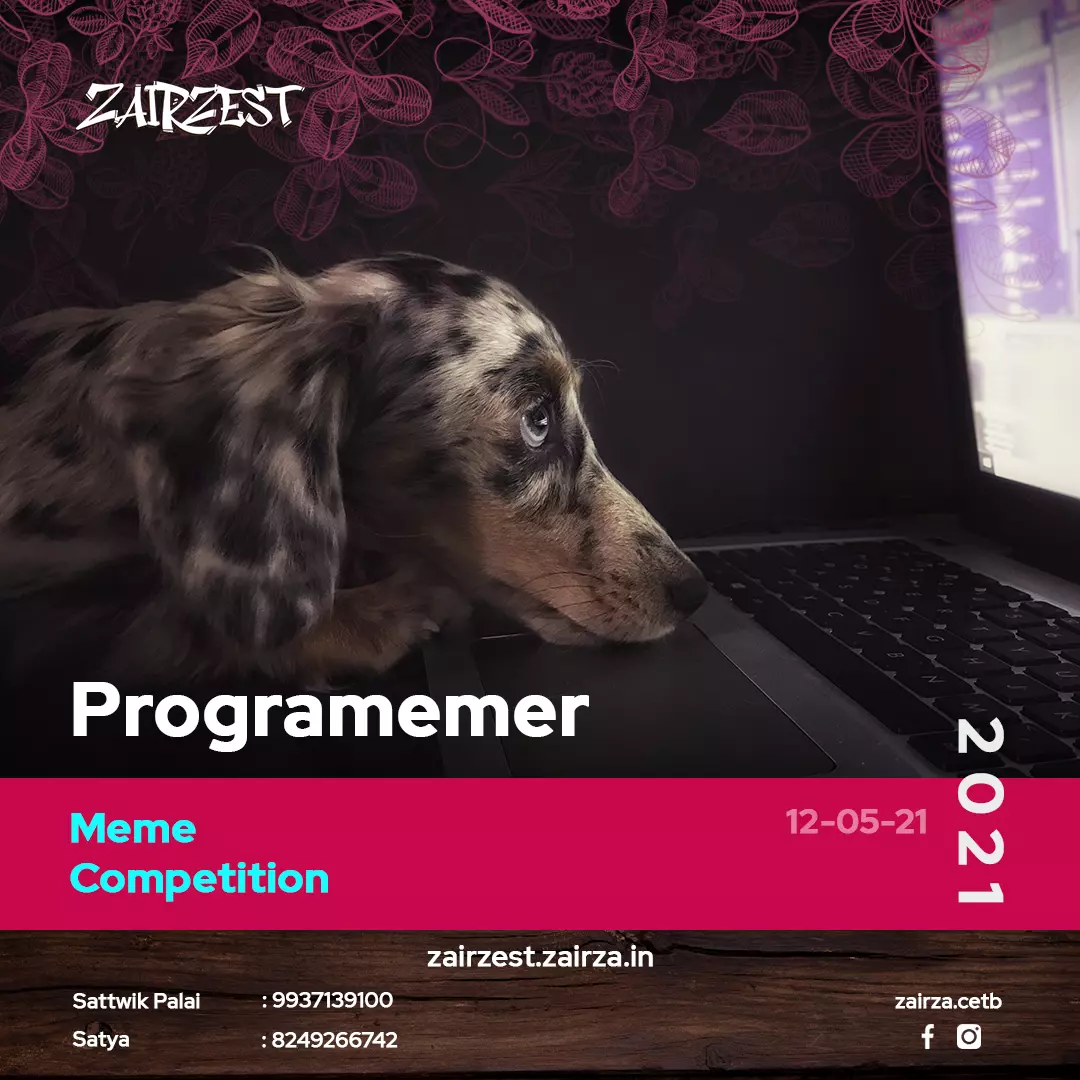 ZAIRZEST
Programemer
Meme
Competition
12-05-21
2021
zairzest.zairza.in
Sattwik Palai : 9937139100
Satya : 8249266742
zairza.cetb